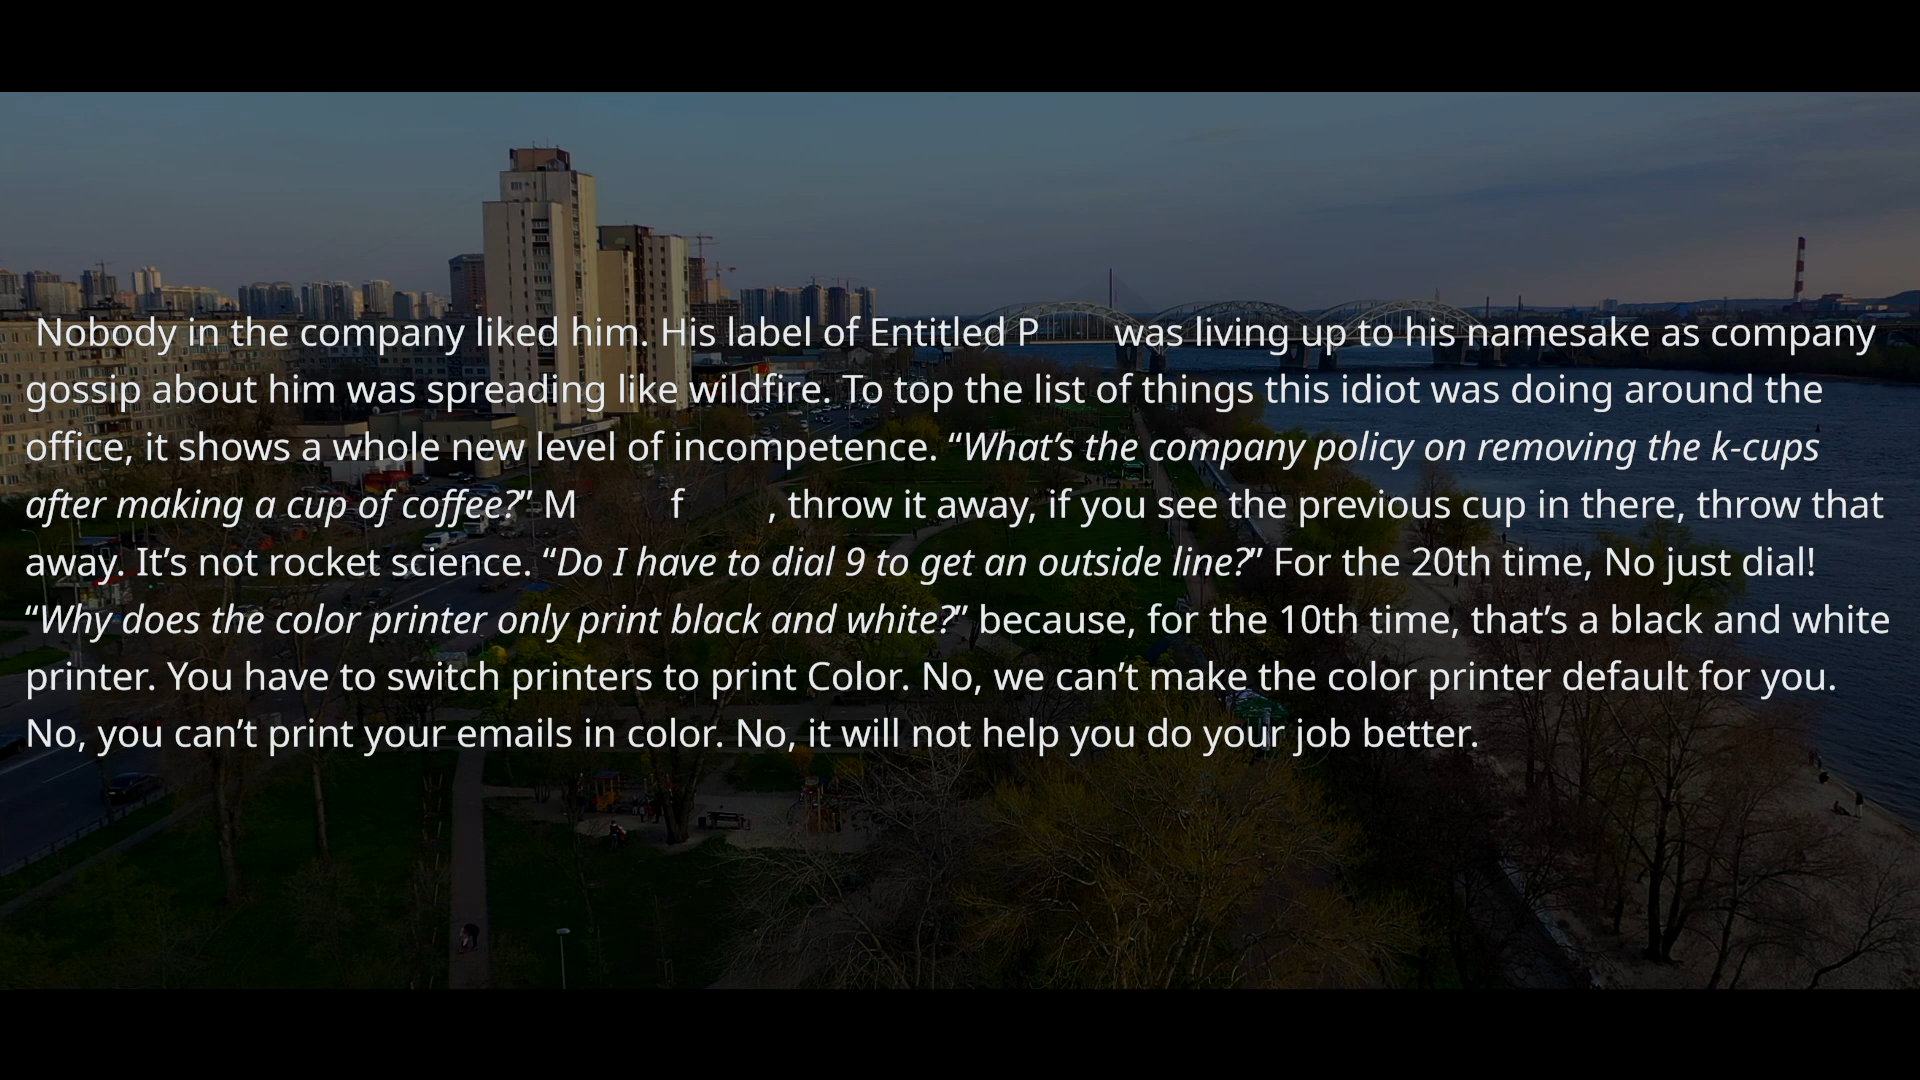 Nobody in the company liked him. His label of Entitled P was living up to his namesake as company
gossip about him was spreading like wildfire. To top the list of things this idiot was doing around the
office, it shows a whole new level of incompetence. “What’s the company policy on removing the k-cups
after making a cup of coffee?” M f , throw it away, if you see the previous cup in there, throw that
away. It’s not rocket science. “Do I have to dial 9 to get an outside line?” For the 20th time, No just dial!
“Why does the color printer only print black and white?” because, for the 10th time, that’s a black and white
printer. You have to switch printers to print Color. No, we can’t make the color printer default for you.
No, you can’t print your emails in color. No, it will not help you do your job better.